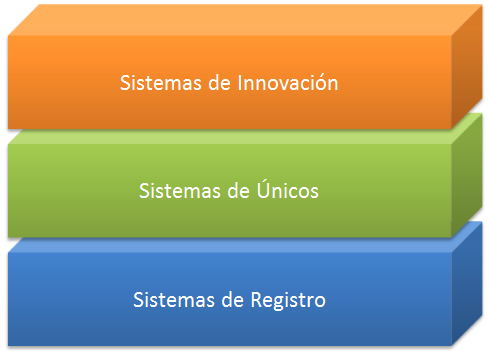 Sistemas de Innovación
Sistemas de Únicos
Sistemas de Registro